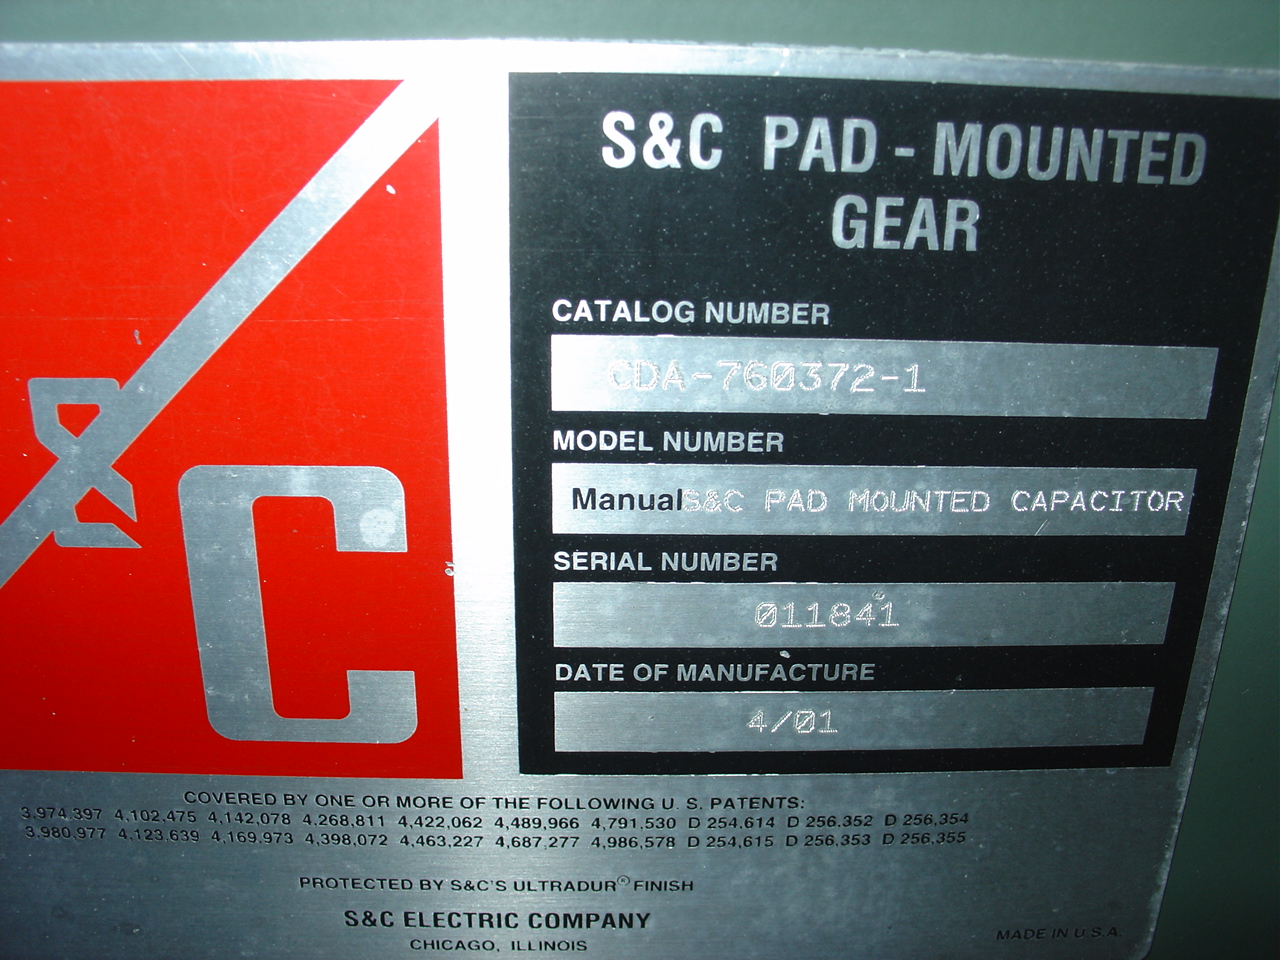 &
C
S&C PAD-MOUNTED
GEAR
CATALOG NUMBER
CDA-760372-1
MODEL NUMBER
Manual S&C PAD MOUNTED CAPACITOR
SERIAL NUMBER
011841
DATE OF MANUFACTURE
4/01
COVERED BY ONE OR MORE OF THE FOLLOWING U. S. PATENTS:
3,974,397 4,102,475 4,142,078 4,268,811 4,422,062 4,489,966 4,791,530 D 254,614 D 256,352 D 256,354
3,980,977 4,123,639 4,169,973 4,398,072 4,463,227 4,687,277 4,986,578 D 254,615 D 256,353 D 256,355
PROTECTED BY S&C'S ULTRADUR® FINISH
S&C ELECTRIC COMPANY
CHICAGO, ILLINOIS
MADE IN U.S.A.